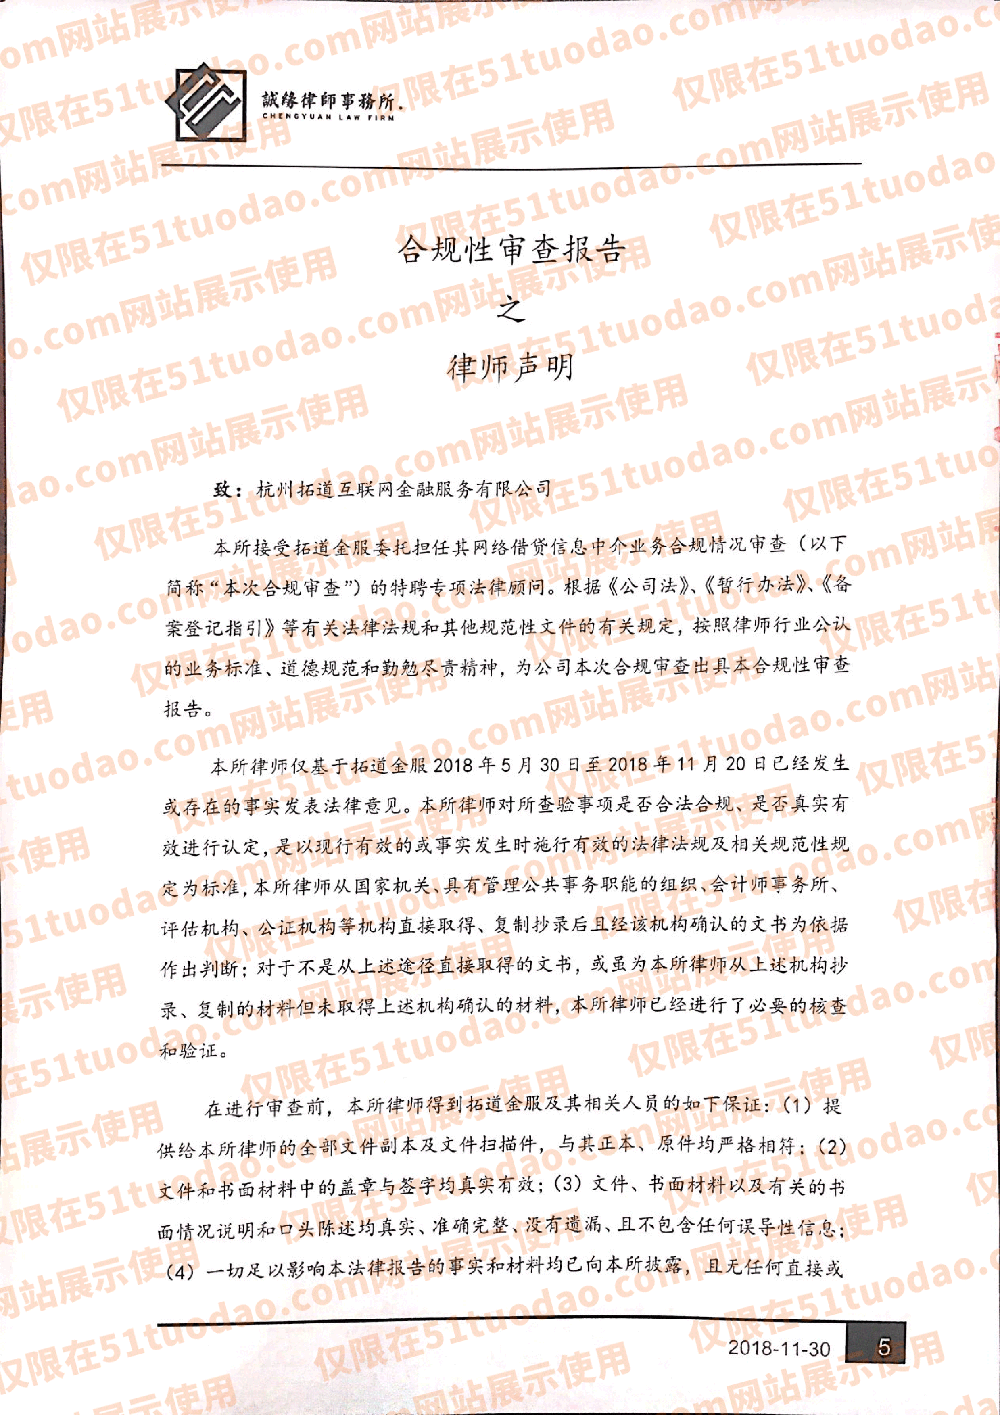 誠缘律師事務所
CHENGYUAN LAW FIRM
合规性审查报告
之
律师声明
致：杭州拓道互联网金融服务有限公司
本所接受拓道金服委托担任其网络借贷信息中介业务合规情况审查（以下
简称“本次合规审查”）的特聘专项法律顾问。根据《公司法》、《暂行办法》、《备
案登记指引》等有关法律法规和其他规范性文件的有关规定，按照律师行业公认
的业务标准、道德规范和勤勉尽责精神，为公司本次合规审查出具本合规性审查
报告。
本所律师仅基于拓道金服2018年5月30日至2018年11月20日已经发生
或存在的事实发表法律意见。本所律师对所查验事项是否合法合规、是否真实有
效进行认定，是以现行有效的或事实发生时施行有效的法律法规及相关规范性规
定为标准，本所律师从国家机关、具有管理公共事务职能的组织、会计师事务所、
评估机构、公证机构等机构直接取得、复制抄录后且经该机构确认的文书为依据
作出判断；对于不是从上述途径直接取得的文书，或虽为本所律师从上述机构抄
录、复制的材料但未取得上述机构确认的材料，本所律师已经进行了必要的核查
和验证。
在进行审查前，本所律师得到拓道金服及其相关人员的如下保证：（1）提
供给本所律师的全部文件副本及文件扫描件，与其正本、原件均严格相符；（2）
文件和书面材料中的盖章与签字均真实有效；（3）文件、书面材料以及有关的书
面情况说明和口头陈述均真实、准确完整、没有遗漏、且不包含任何误导性信息；
（4）一切足以影响本法律报告的事实和材料均已向本所披露，且无任何直接或
2018-11-30 5
仅限在51tuodao.com网站展示使用